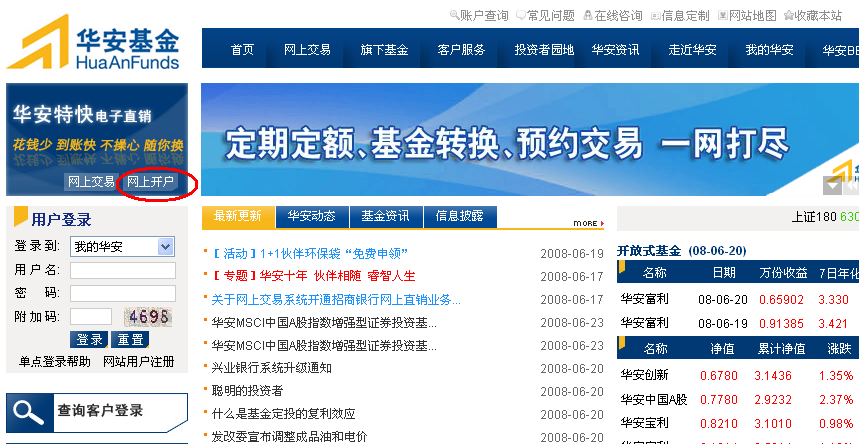 账户查询 常见问题 在线咨询 信息定制 网站地图 收藏本站
华安基金
HuaAnFunds
首页 网上交易 旗下基金 客户服务 投资者园地 华安资讯 走近华安 我的华安 华安BB
华安特快电子直销
花钱少 到账快 不操心 随你换
网上交易 网上开户
定期定额、基金转换、预约交易 一网打尽
用户登录
登录到: 我的华安
用户名:
密 码:
附加码: 4698
登录 重置
单点登录帮助 网站用户注册
查询客户登录
最新更新 华安动态 基金资讯 信息披露
MORE
[活动] 1+1伙伴环保袋“免费申领” 2008-06-19
[专题] 华安十年 伙伴相随 睿智人生 2008-06-17
关于网上交易系统开通招商银行网上直销业务... 2008-06-17
华安MSCI中国A股指数增强型证券投资基... 2008-06-23
华安MSCI中国A股指数增强型证券投资基... 2008-06-23
兴业银行系统升级通知 2008-06-20
聪明的投资者 2008-06-20
什么是基金定投的复利效应 2008-06-20
发改委宣布调整成品油和电价 2008-06-20
上证180 630
开放式基金 (08-06-20)
名称 日期 万份收益 7日年化
华安富利 08-06-20 0.65902 3.330
华安富利 08-06-19 0.91385 3.421
名称 净值 累计净值 涨跌
华安创新 0.6780 3.1436 1.35%
华安中国A股 0.7780 2.9232 2.37%
华安宝利 0.8210 3.1010 0.98%